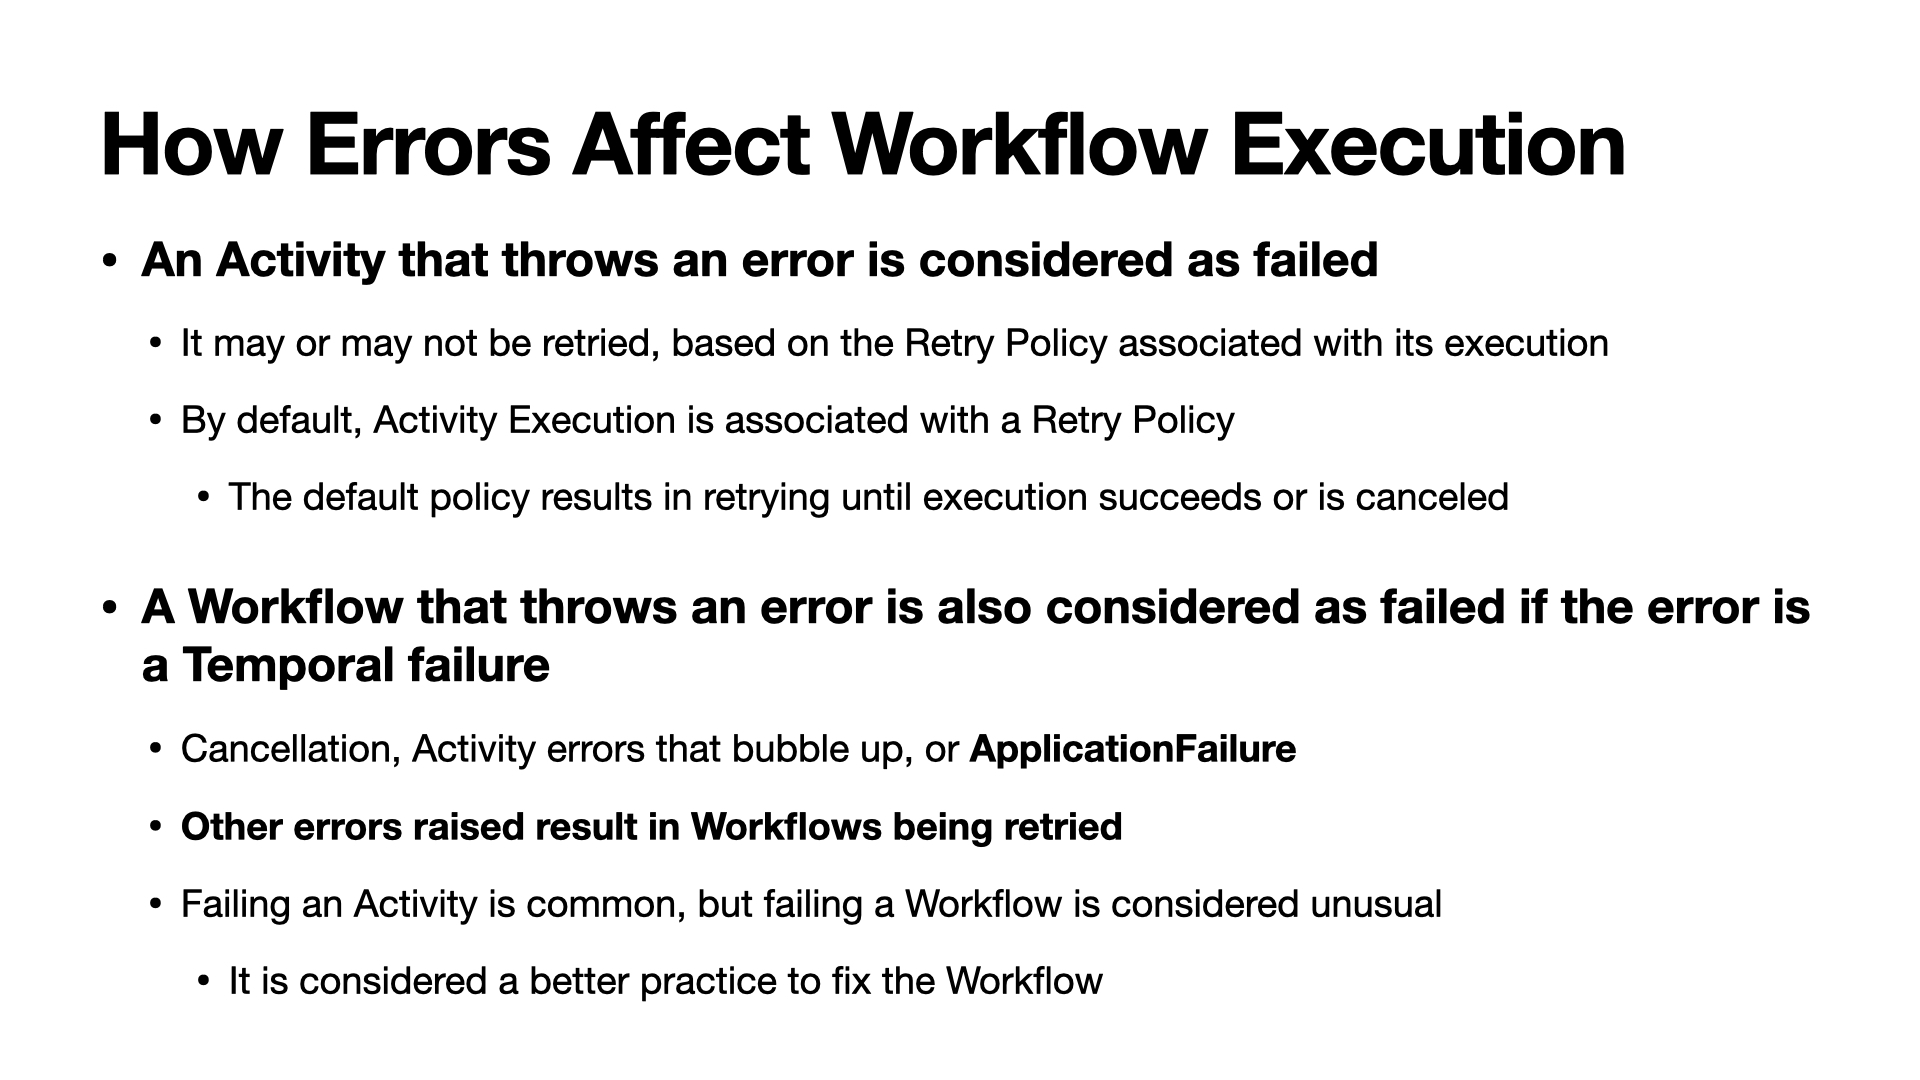 How Errors Affect Workflow Execution
• An Activity that throws an error is considered as failed
• It may or may not be retried, based on the Retry Policy associated with its execution
• By default, Activity Execution is associated with a Retry Policy
• The default policy results in retrying until execution succeeds or is canceled
• A Workflow that throws an error is also considered as failed if the error is
a Temporal failure
• Cancellation, Activity errors that bubble up, or ApplicationFailure
• Other errors raised result in Workflows being retried
• Failing an Activity is common, but failing a Workflow is considered unusual
• It is considered a better practice to fix the Workflow